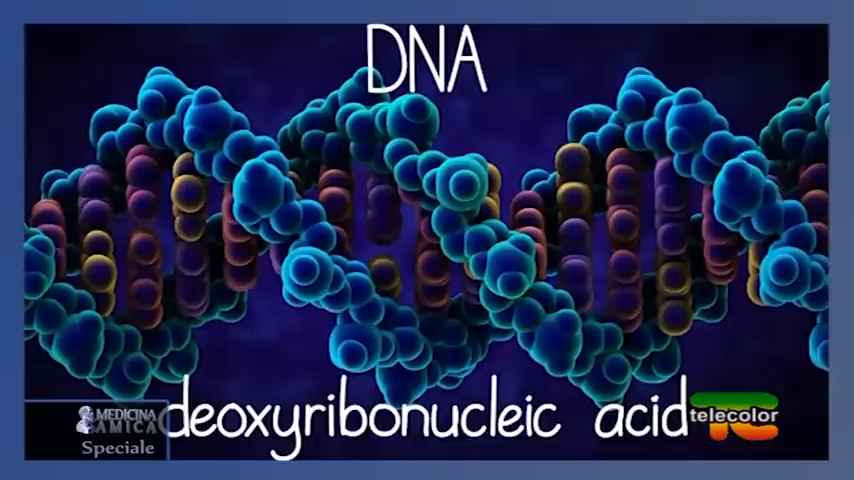 DNA
deoxyribonucleic acid
MEDICINA
AMICA
Speciale
telecolor